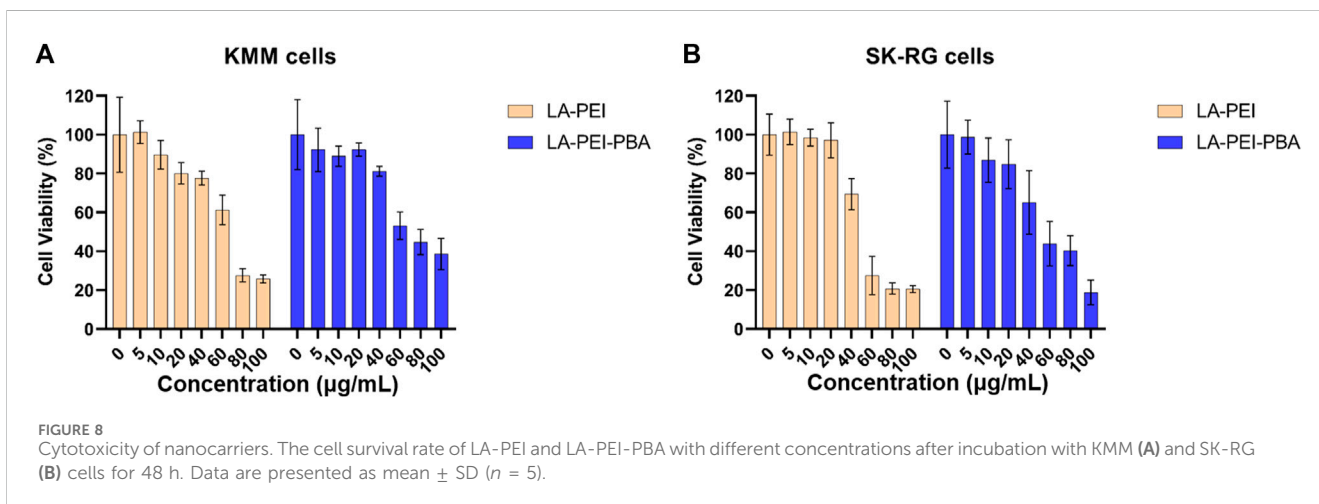 A
KMM cells
Cell Viability (%)
120
100
80
60
40
20
0
0 5 10 20 40 60 80 100 0 5 10 20 40 60 80 100
Concentration (µg/mL)
LA-PEI
LA-PEI-PBA
B
SK-RG cells
Cell Viability (%)
120
100
80
60
40
20
0
0 5 10 20 40 60 80 100 0 5 10 20 40 60 80 100
Concentration (µg/mL)
LA-PEI
LA-PEI-PBA
FIGURE 8
Cytotoxicity of nanocarriers. The cell survival rate of LA-PEI and LA-PEI-PBA with different concentrations after incubation with KMM (A) and SK-RG
(B) cells for 48 h. Data are presented as mean ± SD (n = 5).